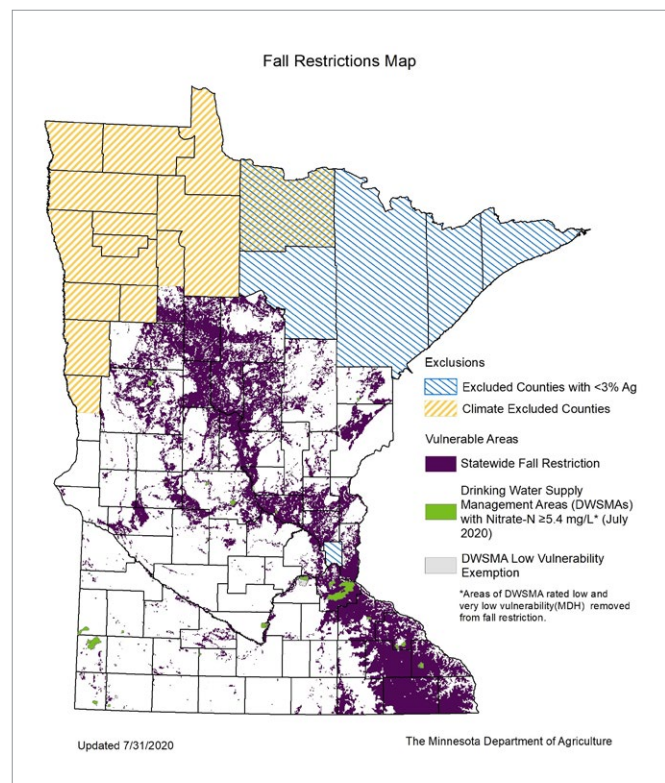 Fall Restrictions Map
Exclusions
Excluded Counties with <3% Ag
Climate Excluded Counties
Vulnerable Areas
Statewide Fall Restriction
Drinking Water Supply
Management Areas (DWSMAs)
with Nitrate-N ≥5.4 mg/L* (July
2020)
DWSMA Low Vulnerability
Exemption
*Areas of DWSMA rated low and
very low vulnerability(MDH) removed
from fall restriction.
Updated 7/31/2020
The Minnesota Department of Agriculture